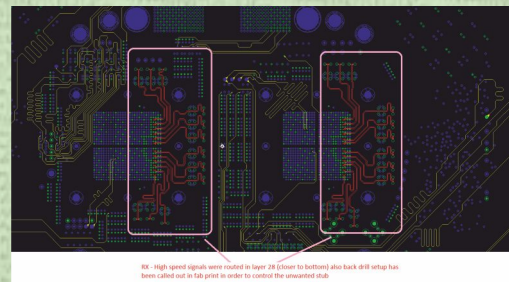 RX - High speed signals were routed in layer 28 (closer to bottom) also back drill setup has
been called out in fab print in order to control the unwanted stub